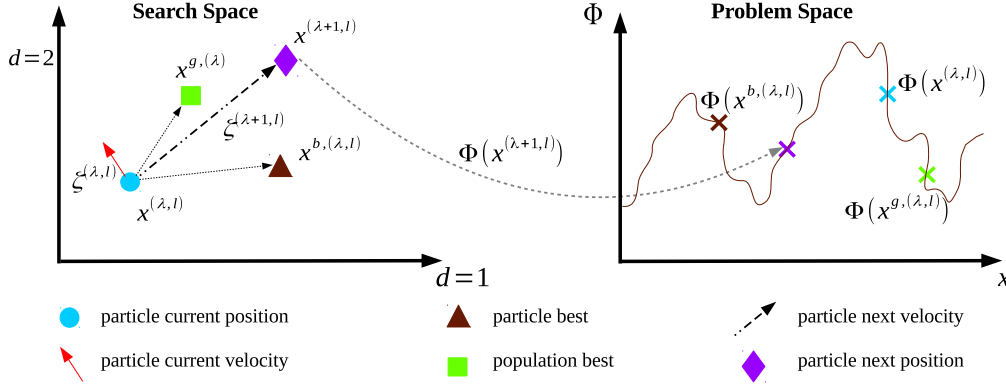 Search Space
Φ
Problem Space
d=2
x^(λ+1,l)
x^g,(λ)
Φ(x^(λ,l))
Φ(x^b,(λ,l))
ξ^(λ+1,l)
x^b,(λ,l)
Φ(x^(λ+1,l))
ξ^(λ,l)
x^(λ,l)
Φ(x^g,(λ,l))
d=1
x
particle current position
particle best
particle next velocity
particle current velocity
population best
particle next position